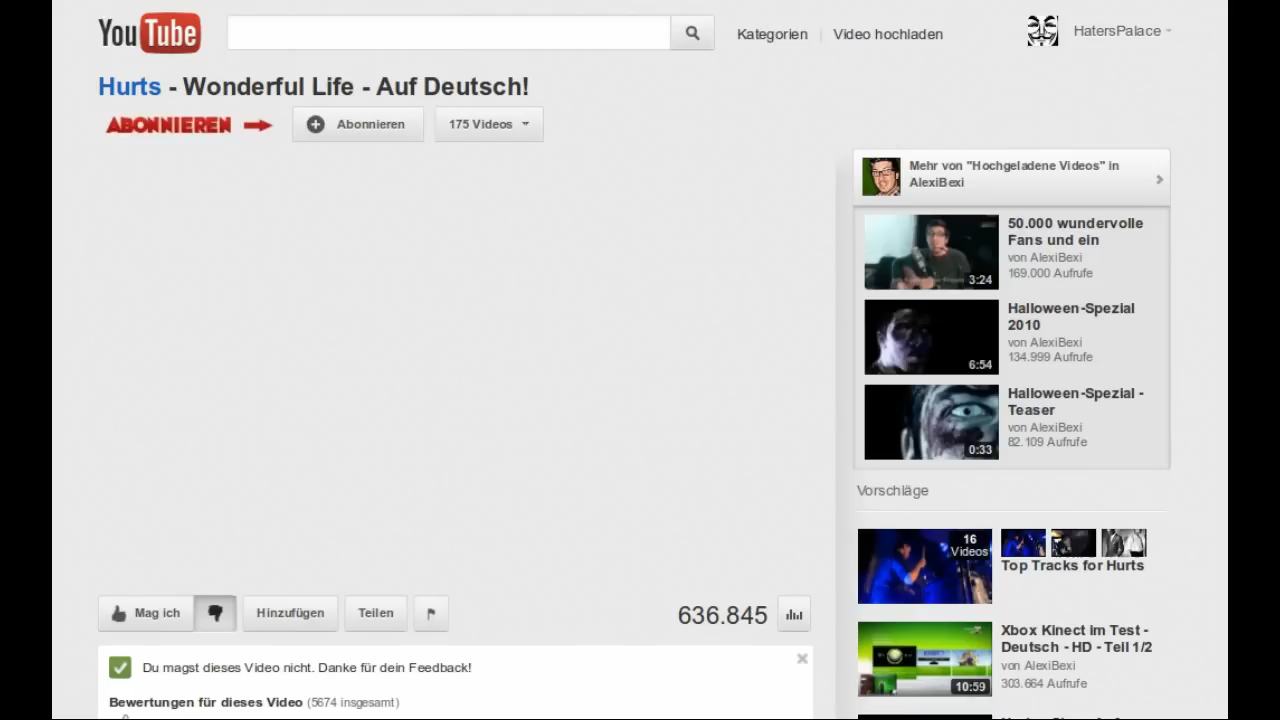 YouTube
Kategorien
Video hochladen
HatersPalace
Hurts - Wonderful Life - Auf Deutsch!
ABONNIEREN
Abonnieren
175 Videos
Mehr von "Hochgeladene Videos" in
AlexiBexi
3:24
50.000 wundervolle
Fans und ein
von AlexiBexi
169.000 Aufrufe
6:54
Halloween-Spezial
2010
von AlexiBexi
134.999 Aufrufe
0:33
Halloween-Spezial -
Teaser
von AlexiBexi
82.109 Aufrufe
Vorschläge
16
Videos
Top Tracks for Hurts
10:59
Xbox Kinect im Test -
Deutsch - HD - Teil 1/2
von AlexiBexi
303.664 Aufrufe
Mag ich
Hinzufügen
Teilen
636.845
Du magst dieses Video nicht. Danke für dein Feedback!
Bewertungen für dieses Video (5674 insgesamt)